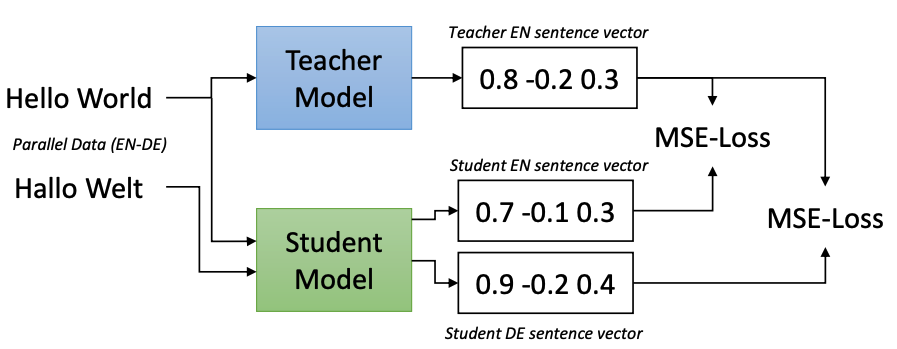 Teacher EN sentence vector
Teacher
Model
0.8 -0.2 0.3
Hello World
MSE-Loss
Parallel Data (EN-DE)
Student EN sentence vector
Hallo Welt
0.7 -0.1 0.3
MSE-Loss
Student
Model
0.9 -0.2 0.4
Student DE sentence vector